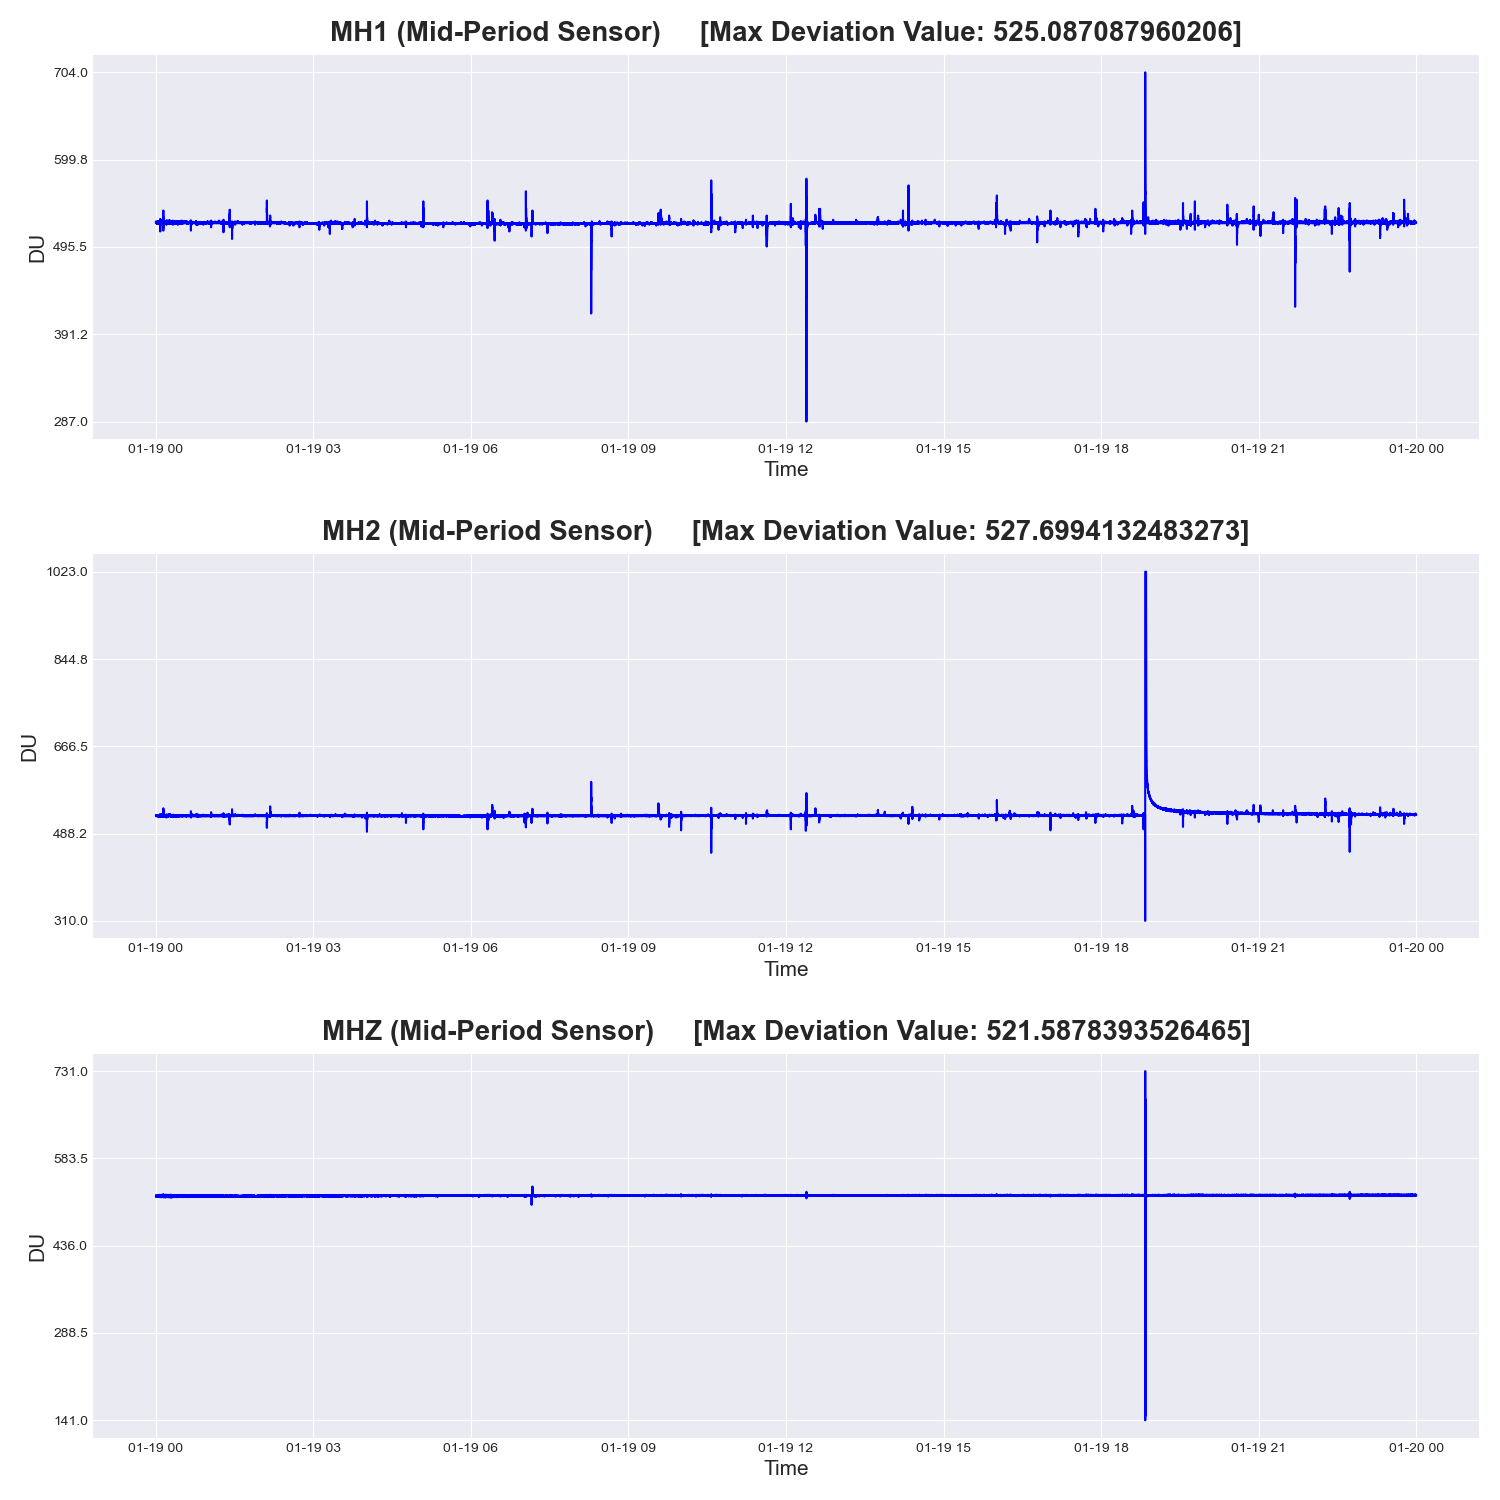 MH1 (Mid-Period Sensor) [Max Deviation Value: 525.087087960206]
704.0
599.8
495.5
391.2
287.0
DU
01-19 00 01-19 03 01-19 06 01-19 09 01-19 12 01-19 15 01-19 18 01-19 21 01-20 00
Time
MH2 (Mid-Period Sensor) [Max Deviation Value: 527.6994132483273]
1023.0
844.8
666.5
488.2
310.0
DU
01-19 00 01-19 03 01-19 06 01-19 09 01-19 12 01-19 15 01-19 18 01-19 21 01-20 00
Time
MHZ (Mid-Period Sensor) [Max Deviation Value: 521.5878393526465]
731.0
583.5
436.0
288.5
141.0
DU
01-19 00 01-19 03 01-19 06 01-19 09 01-19 12 01-19 15 01-19 18 01-19 21 01-20 00
Time